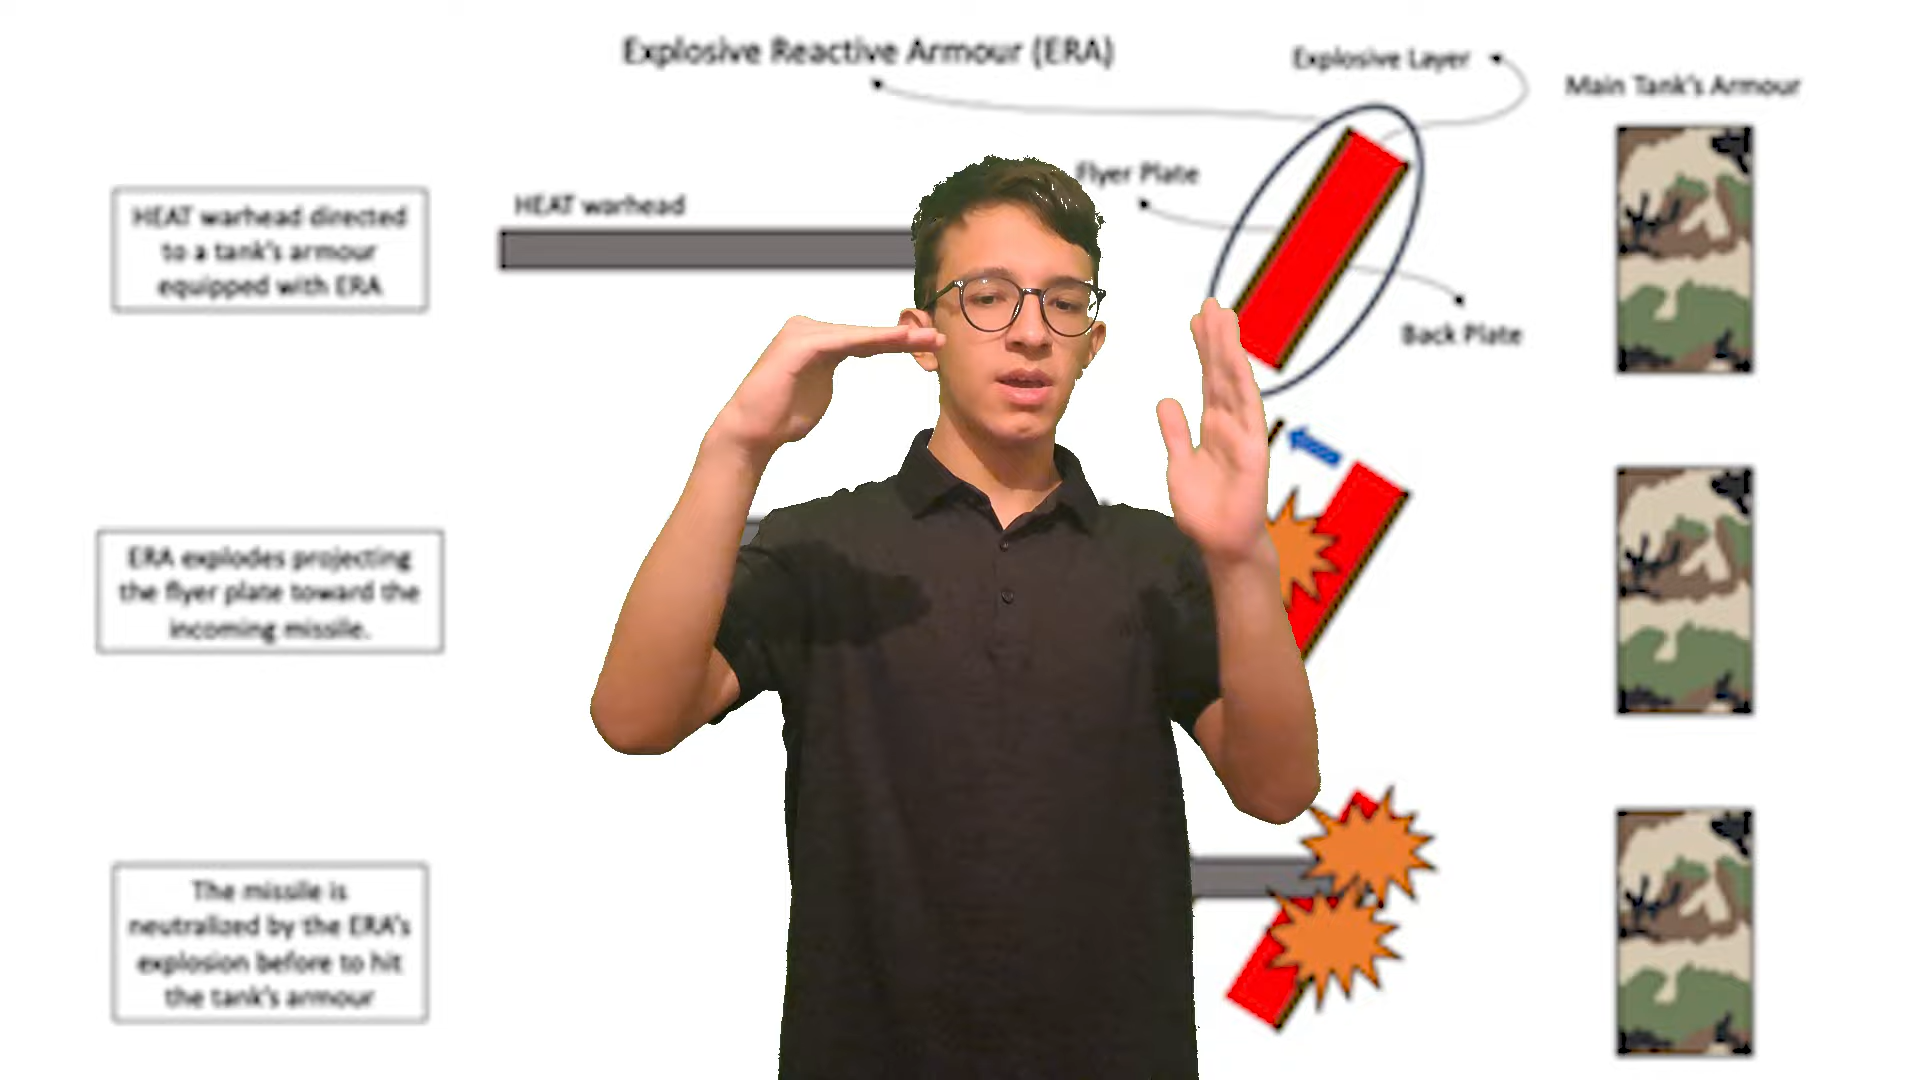 Explosive Reactive Armour (ERA)
Explosive Layer
Main Tank's Armour
Flyer Plate
HEAT warhead
HEAT warhead directed
to a tank's armour
equipped with ERA
Back Plate
ERA explodes projecting
the flyer plate toward the
incoming missile.
The missile is
neutralized by the ERA's
explosion before to hit
the tank's armour